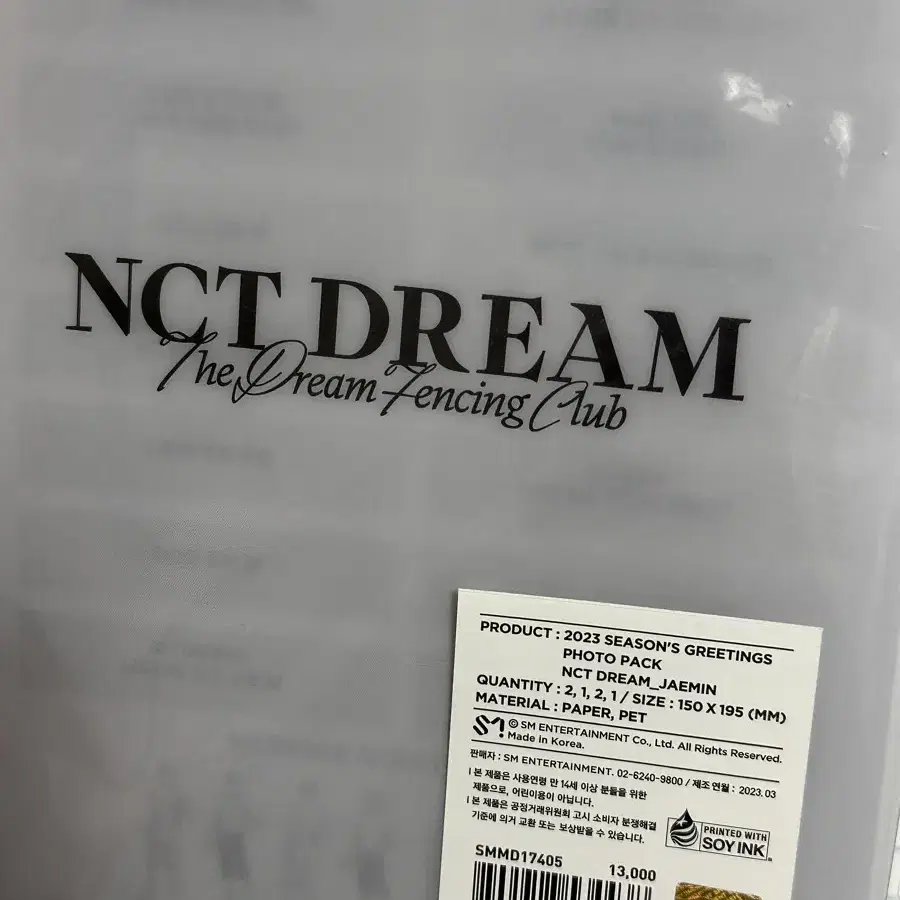 NCT DREAM
The Dream Fencing Club
PRODUCT : 2023 SEASON'S GREETINGS
PHOTO PACK
NCT DREAM_JAEMIN
QUANTITY : 2, 1, 2, 1 / SIZE : 150 X 195 (MM)
MATERIAL : PAPER, PET
SM! © SM ENTERTAINMENT Co., Ltd. All Rights Reserved.
Made in Korea.
판매자 : SM ENTERTAINMENT. 02-6240-9800 / 제조 연월 : 2023.03
| 본 제품은 사용연령 만 14세 이상 분들을 위한
제품으로, 어린이용이 아닙니다.
| 본 제품은 공정거래위원회 고시 소비자 분쟁해결
기준에 의거 교환 또는 보상받을 수 있습니다.
PRINTED WITH
SOY INK
SMMD17405
13,000